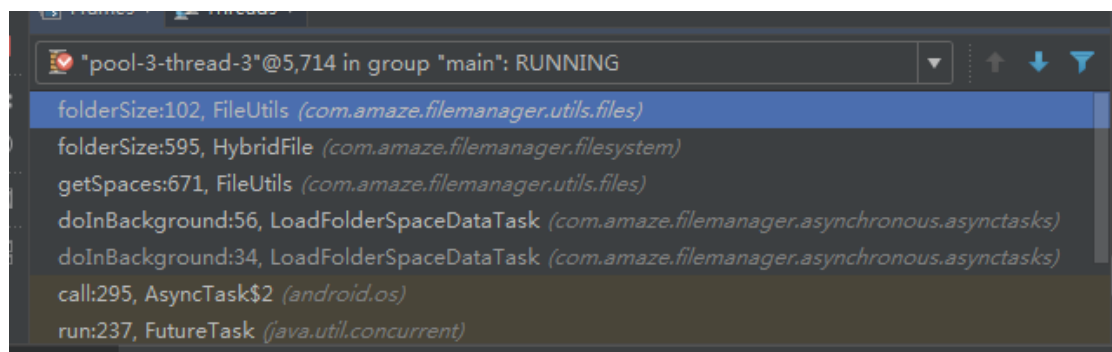 Frames Threads
"pool-3-thread-3"@5,714 in group "main": RUNNING
folderSize:102, FileUtils (com.amaze.filemanager.utils.files)
folderSize:595, HybridFile (com.amaze.filemanager.filesystem)
getSpaces:671, FileUtils (com.amaze.filemanager.utils.files)
doInBackground:56, LoadFolderSpaceDataTask (com.amaze.filemanager.asynchronous.asynctasks)
doInBackground:34, LoadFolderSpaceDataTask (com.amaze.filemanager.asynchronous.asynctasks)
call:295, AsyncTask$2 (android.os)
run:237, FutureTask (java.util.concurrent)